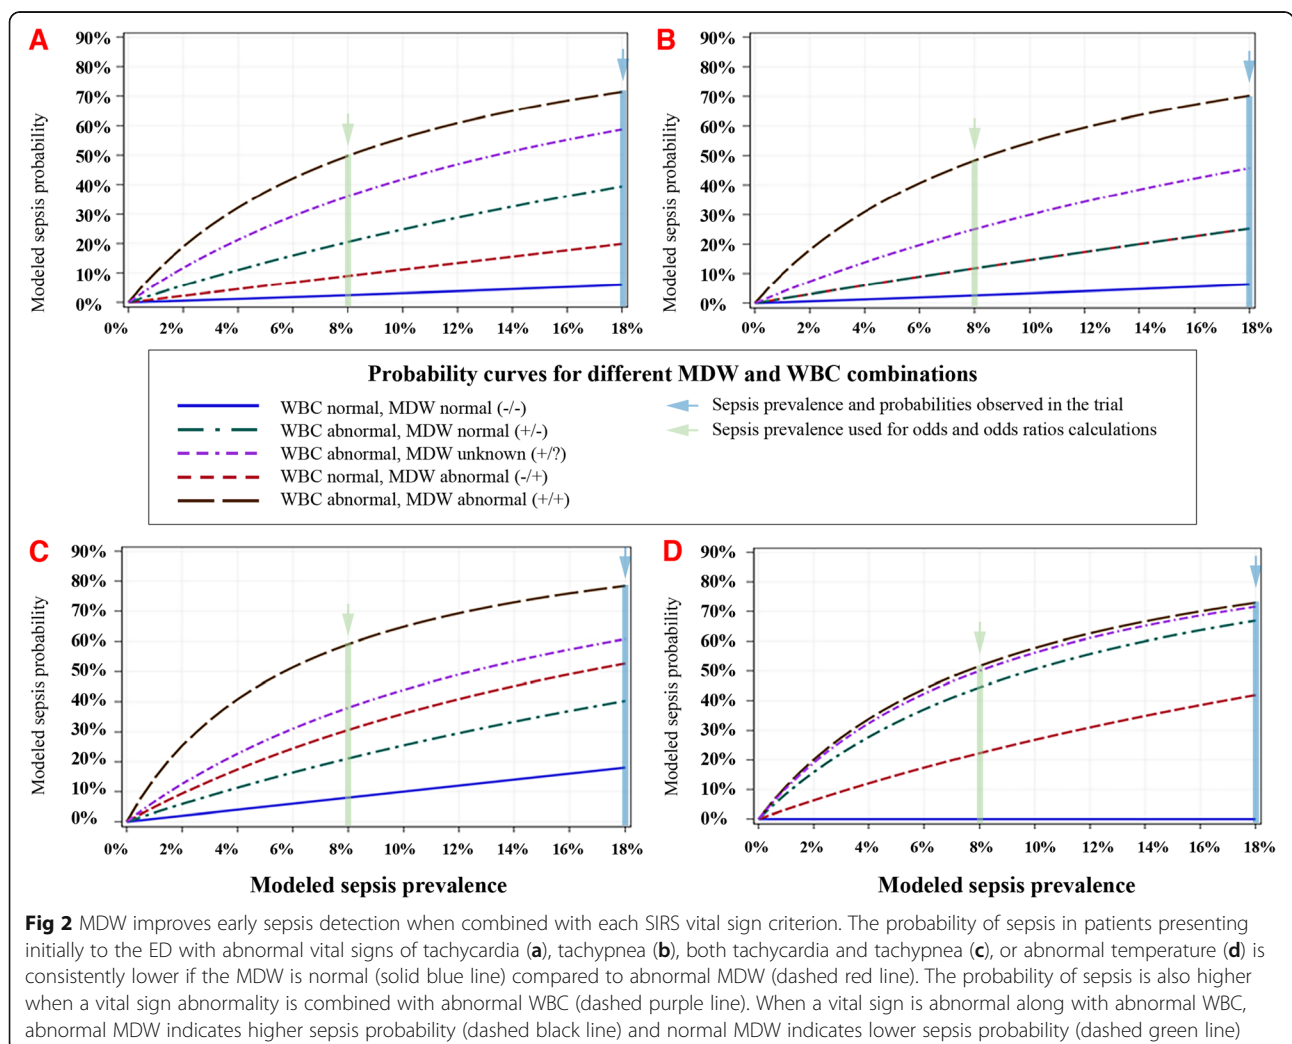 A
90%
80%
70%
60%
50%
40%
30%
20%
10%
0%
Modeled sepsis probability
0% 2% 4% 6% 8% 10% 12% 14% 16% 18%
B
90%
80%
70%
60%
50%
40%
30%
20%
10%
0%
Modeled sepsis probability
0% 2% 4% 6% 8% 10% 12% 14% 16% 18%
Probability curves for different MDW and WBC combinations
WBC normal, MDW normal (-/-)
WBC abnormal, MDW normal (+/-)
WBC abnormal, MDW unknown (+/?)
WBC normal, MDW abnormal (-/+)
WBC abnormal, MDW abnormal (+/+)
Sepsis prevalence and probabilities observed in the trial
Sepsis prevalence used for odds and odds ratios calculations
C
90%
80%
70%
60%
50%
40%
30%
20%
10%
0%
Modeled sepsis probability
0% 2% 4% 6% 8% 10% 12% 14% 16% 18%
Modeled sepsis prevalence
D
90%
80%
70%
60%
50%
40%
30%
20%
10%
0%
Modeled sepsis probability
0% 2% 4% 6% 8% 10% 12% 14% 16% 18%
Modeled sepsis prevalence
Fig 2 MDW improves early sepsis detection when combined with each SIRS vital sign criterion. The probability of sepsis in patients presenting
initially to the ED with abnormal vital signs of tachycardia (a), tachypnea (b), both tachycardia and tachypnea (c), or abnormal temperature (d) is
consistently lower if the MDW is normal (solid blue line) compared to abnormal MDW (dashed red line). The probability of sepsis is also higher
when a vital sign abnormality is combined with abnormal WBC (dashed purple line). When a vital sign is abnormal along with abnormal WBC,
abnormal MDW indicates higher sepsis probability (dashed black line) and normal MDW indicates lower sepsis probability (dashed green line)